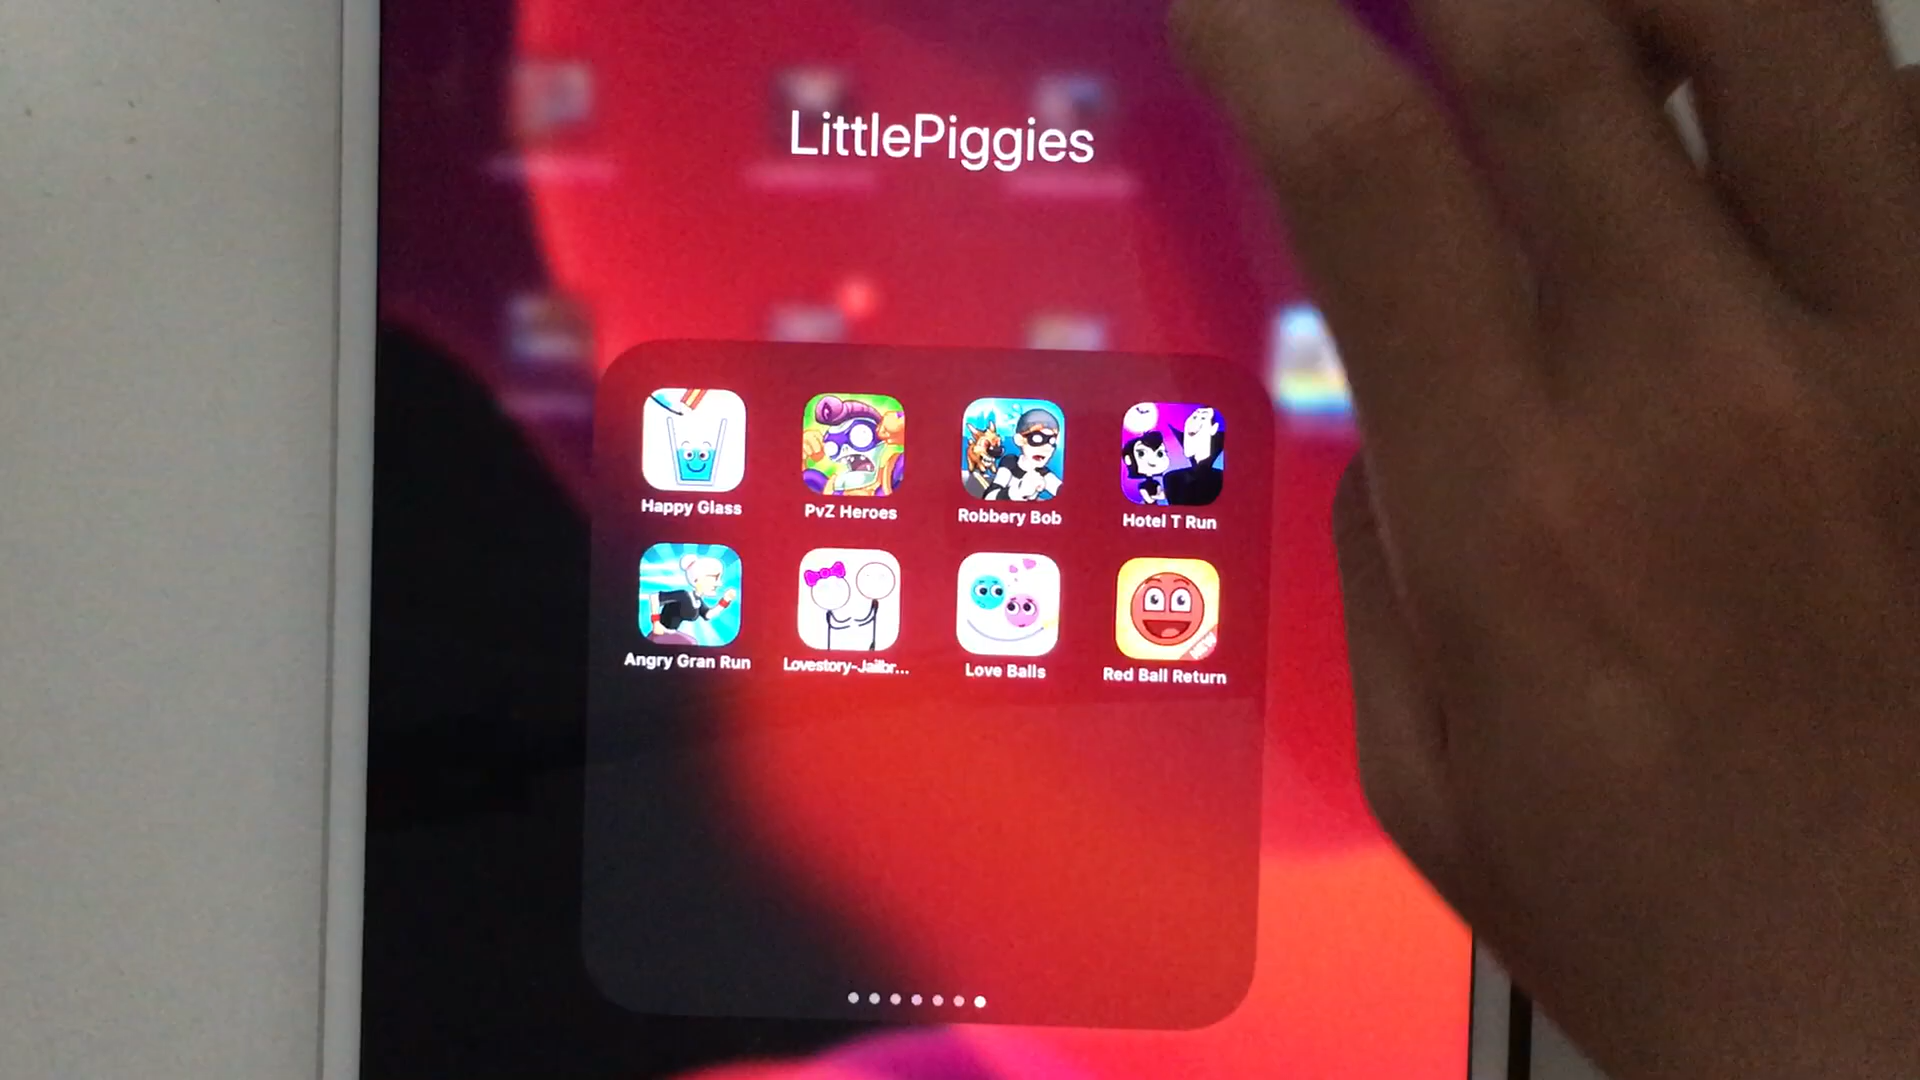 LittlePiggies
Happy Glass
PvZ Heroes
Robbery Bob
Hotel T Run
Angry Gran Run
Lovestory-Jailbr...
Love Balls
Red Ball Return
NEW